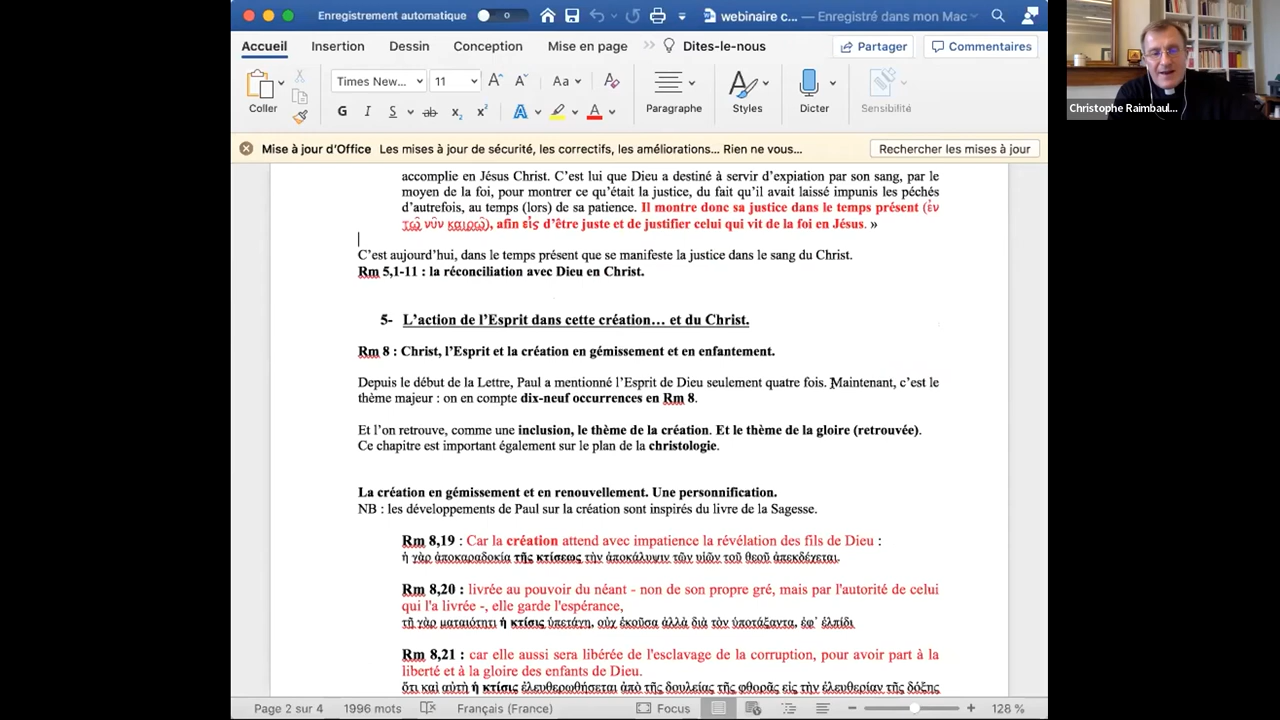 Enregistrement automatique
webinaire c... — Enregistré dans mon Mac
Accueil Insertion Dessin Conception Mise en page Dites-le-nous Partager Commentaires
Times New... 11 Aa
Coller Paragraphe Styles Dicter Sensibilité
G I S ab x₂ x² A A
Mise à jour d'Office Les mises à jour de sécurité, les correctifs, les améliorations... Rien ne vous... Rechercher les mises à jour
accomplie en Jésus Christ. C'est lui que Dieu a destiné à servir d'expiation par son sang, par le
moyen de la foi, pour montrer ce qu'était la justice, du fait qu'il avait laissé impunis les péchés
d'autrefois, au temps (lors) de sa patience. Il montre donc sa justice dans le temps présent (ἐν
τῷ νῦν καιρῷ), afin εἰς d'être juste et de justifier celui qui vit de la foi en Jésus. »
C'est aujourd'hui, dans le temps présent que se manifeste la justice dans le sang du Christ.
Rm 5,1-11 : la réconciliation avec Dieu en Christ.
5- L'action de l'Esprit dans cette création... et du Christ.
Rm 8 : Christ, l'Esprit et la création en gémissement et en enfantement.
Depuis le début de la Lettre, Paul a mentionné l'Esprit de Dieu seulement quatre fois. Maintenant, c'est le
thème majeur : on en compte dix-neuf occurrences en Rm 8.
Et l'on retrouve, comme une inclusion, le thème de la création. Et le thème de la gloire (retrouvée).
Ce chapitre est important également sur le plan de la christologie.
La création en gémissement et en renouvellement. Une personnification.
NB : les développements de Paul sur la création sont inspirés du livre de la Sagesse.
Rm 8,19 : Car la création attend avec impatience la révélation des fils de Dieu :
ἡ γὰρ ἀποκαραδοκία τῆς κτίσεως τὴν ἀποκάλυψιν τῶν υἱῶν τοῦ θεοῦ ἀπεκδέχεται.
Rm 8,20 : livrée au pouvoir du néant - non de son propre gré, mais par l'autorité de celui
qui l'a livrée -, elle garde l'espérance,
τῇ γὰρ ματαιότητι ἡ κτίσις ὑπετάγη, οὐχ ἑκοῦσα ἀλλὰ διὰ τὸν ὑποτάξαντα, ἐφ' ἑλπίδι
Rm 8,21 : car elle aussi sera libérée de l'esclavage de la corruption, pour avoir part à la
liberté et à la gloire des enfants de Dieu.
ὅτι καὶ αὐτὴ ἡ κτίσις ἐλευθερωθήσεται ἀπὸ τῆς δουλείας τῆς φθορᾶς εἰς τὴν ἐλευθερίαν τῆς δόξης
Page 2 sur 4 1996 mots Français (France) Focus 128 %
Christophe Raimbaul...